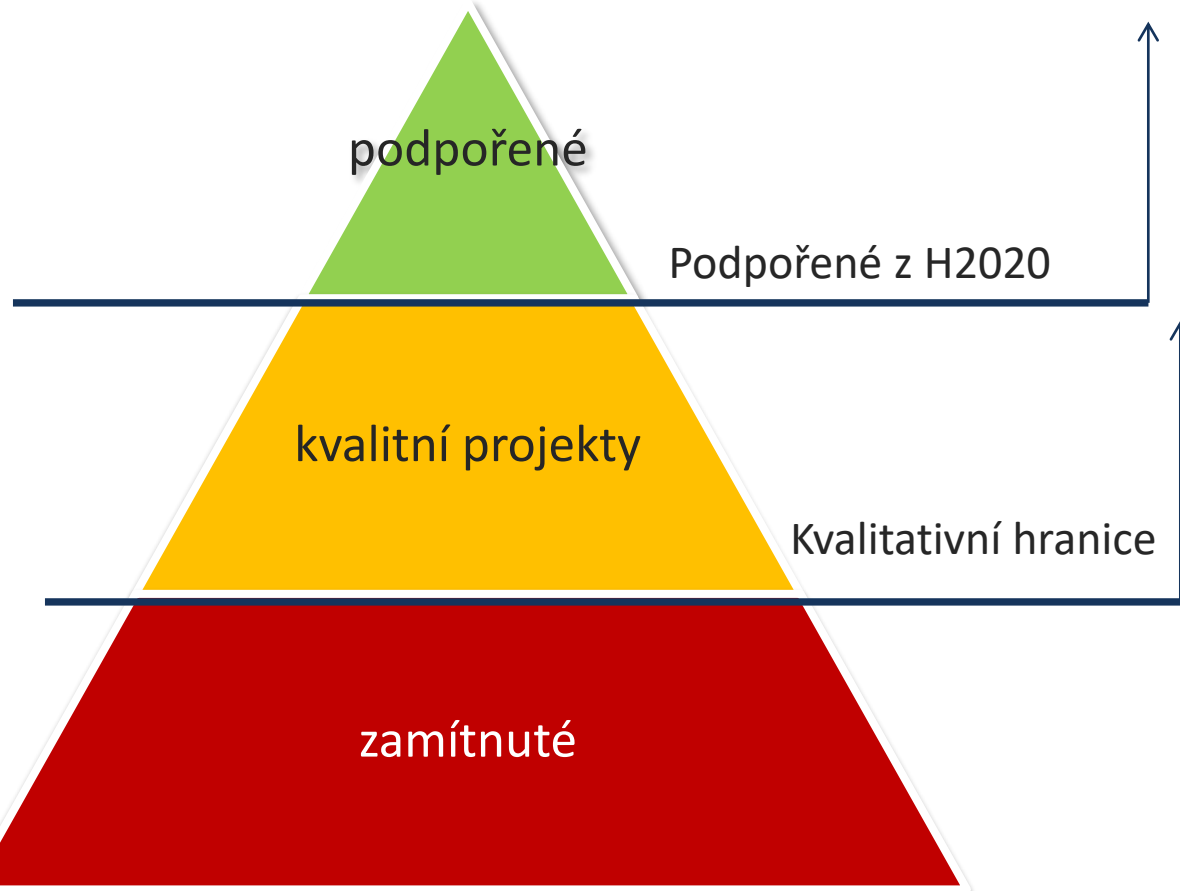 podpořené
Podpořené z H2020
kvalitní projekty
Kvalitativní hranice
zamítnuté